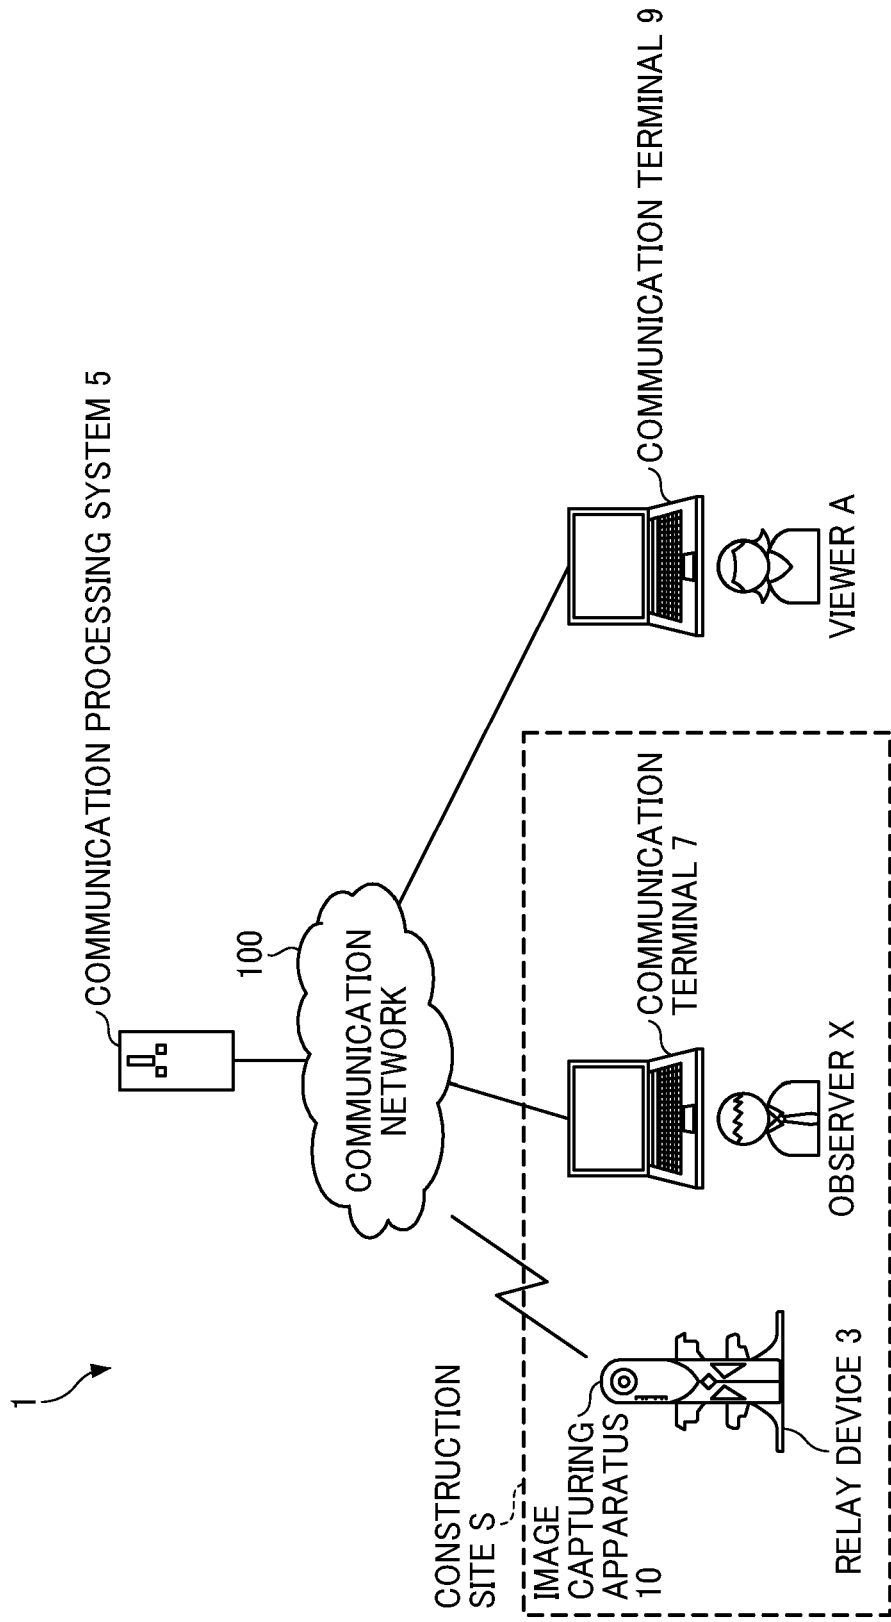 1
COMMUNICATION PROCESSING SYSTEM 5
100
COMMUNICATION
NETWORK
CONSTRUCTION
SITE S
IMAGE
CAPTURING
APPARATUS
10
RELAY DEVICE 3
COMMUNICATION
TERMINAL 7
OBSERVER X
COMMUNICATION TERMINAL 9
VIEWER A